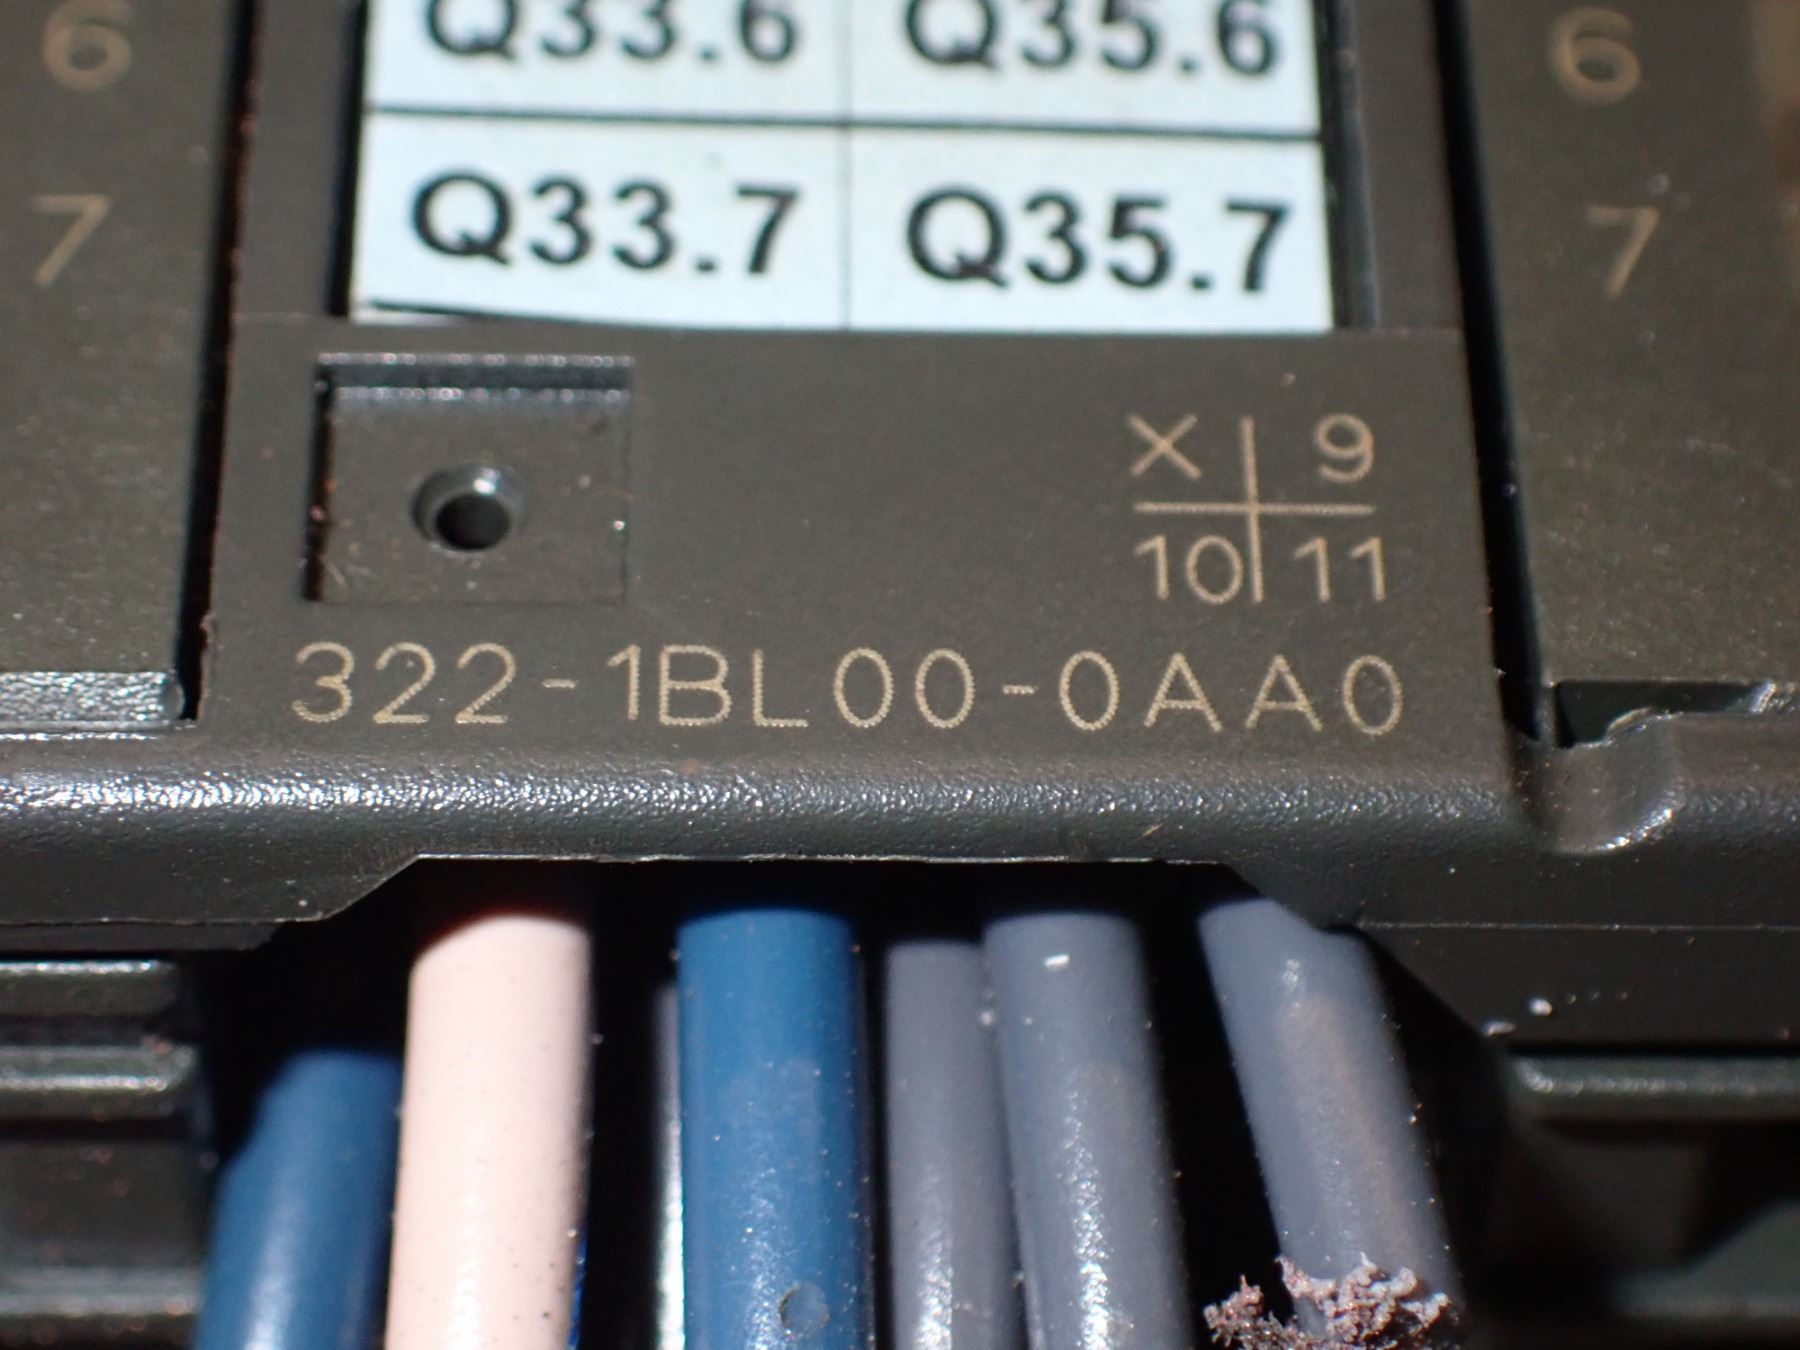 6 Q33.6 Q35.6 6
7 Q33.7 Q35.7 7
X 9
10 11
322-1BL00-0AA0